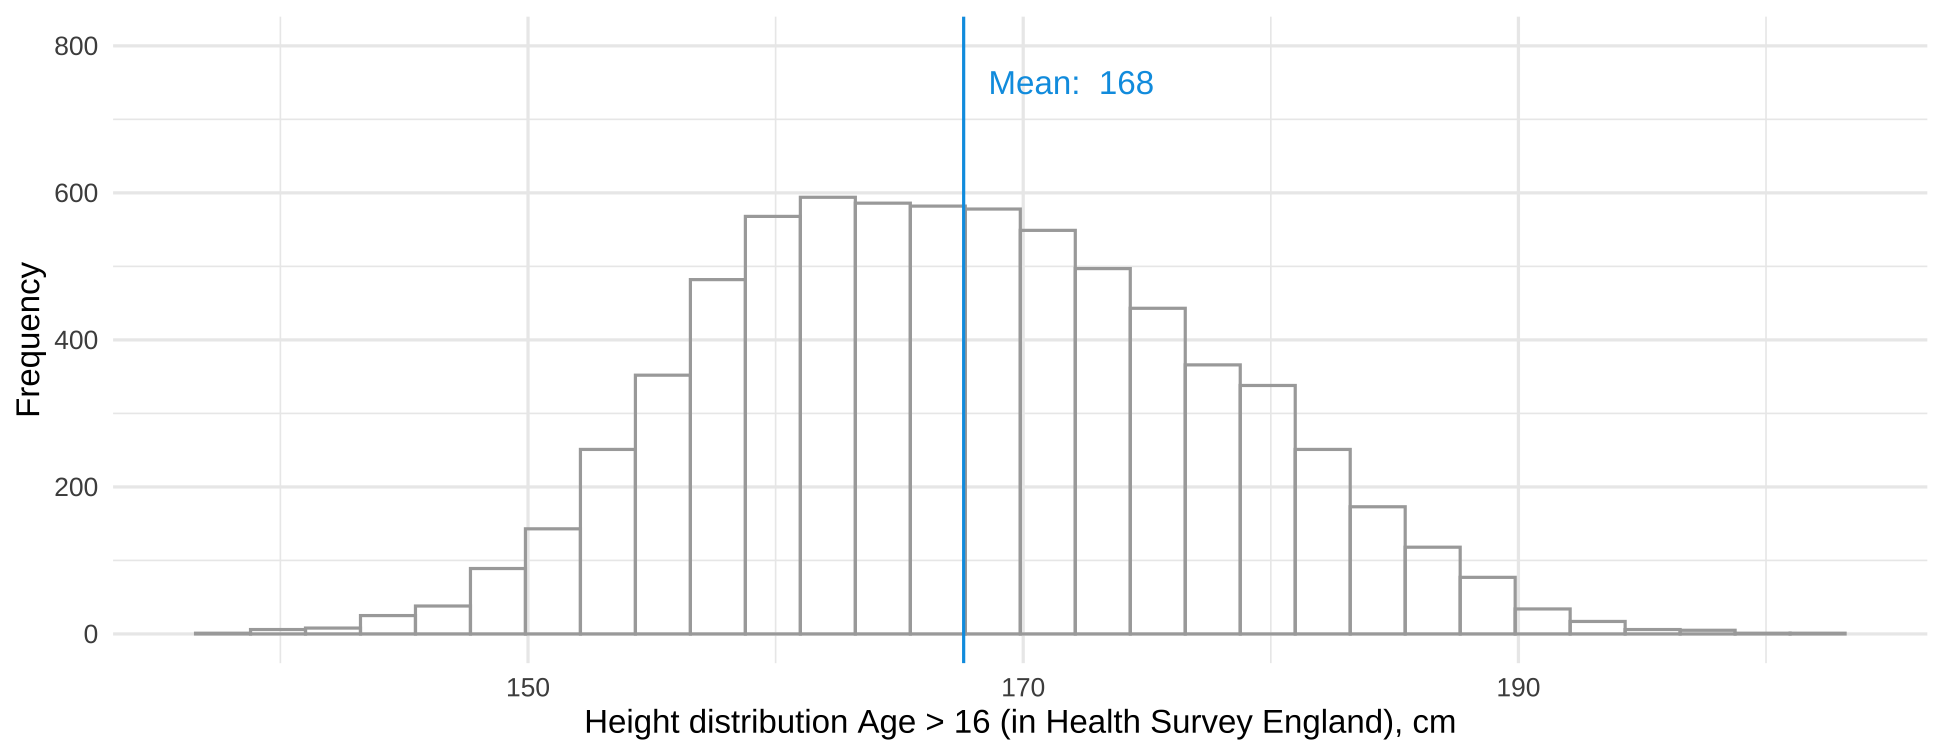 800
Mean:  168
600
Frequency
400
200
0
150 170 190
Height distribution Age > 16 (in Health Survey England), cm